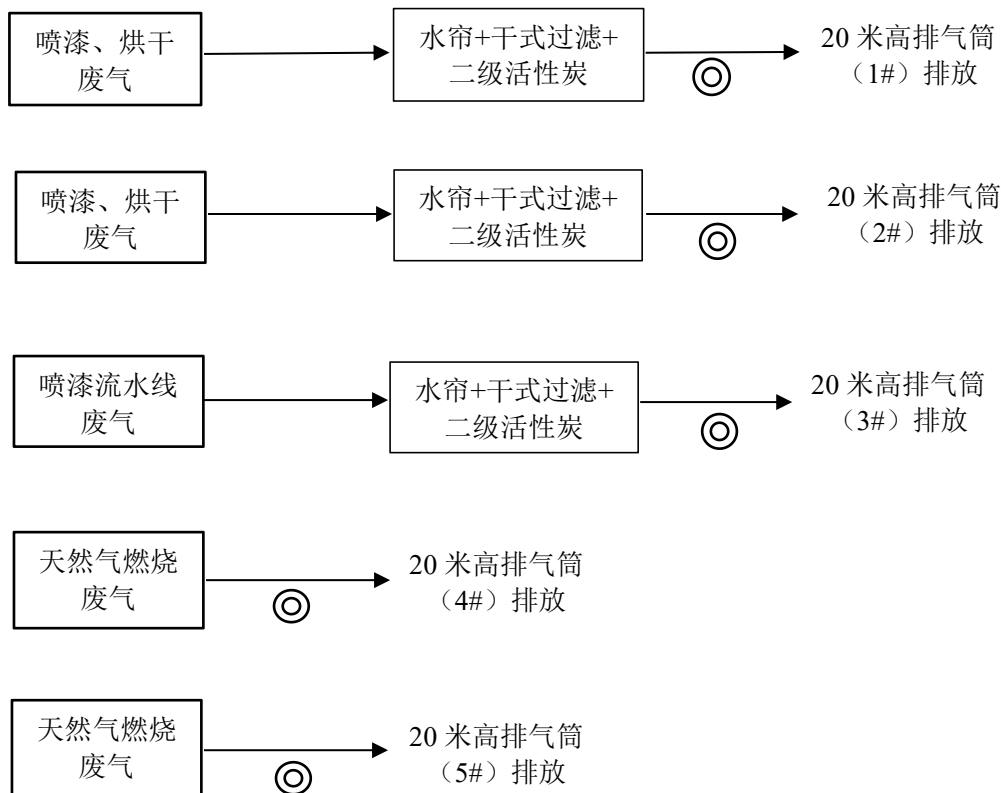 喷漆、烘干
废气
水帘+干式过滤+
二级活性炭
20 米高排气筒
（1#）排放
喷漆、烘干
废气
水帘+干式过滤+
二级活性炭
20 米高排气筒
（2#）排放
喷漆流水线
废气
水帘+干式过滤+
二级活性炭
20 米高排气筒
（3#）排放
天然气燃烧
废气
20 米高排气筒
（4#）排放
天然气燃烧
废气
20 米高排气筒
（5#）排放